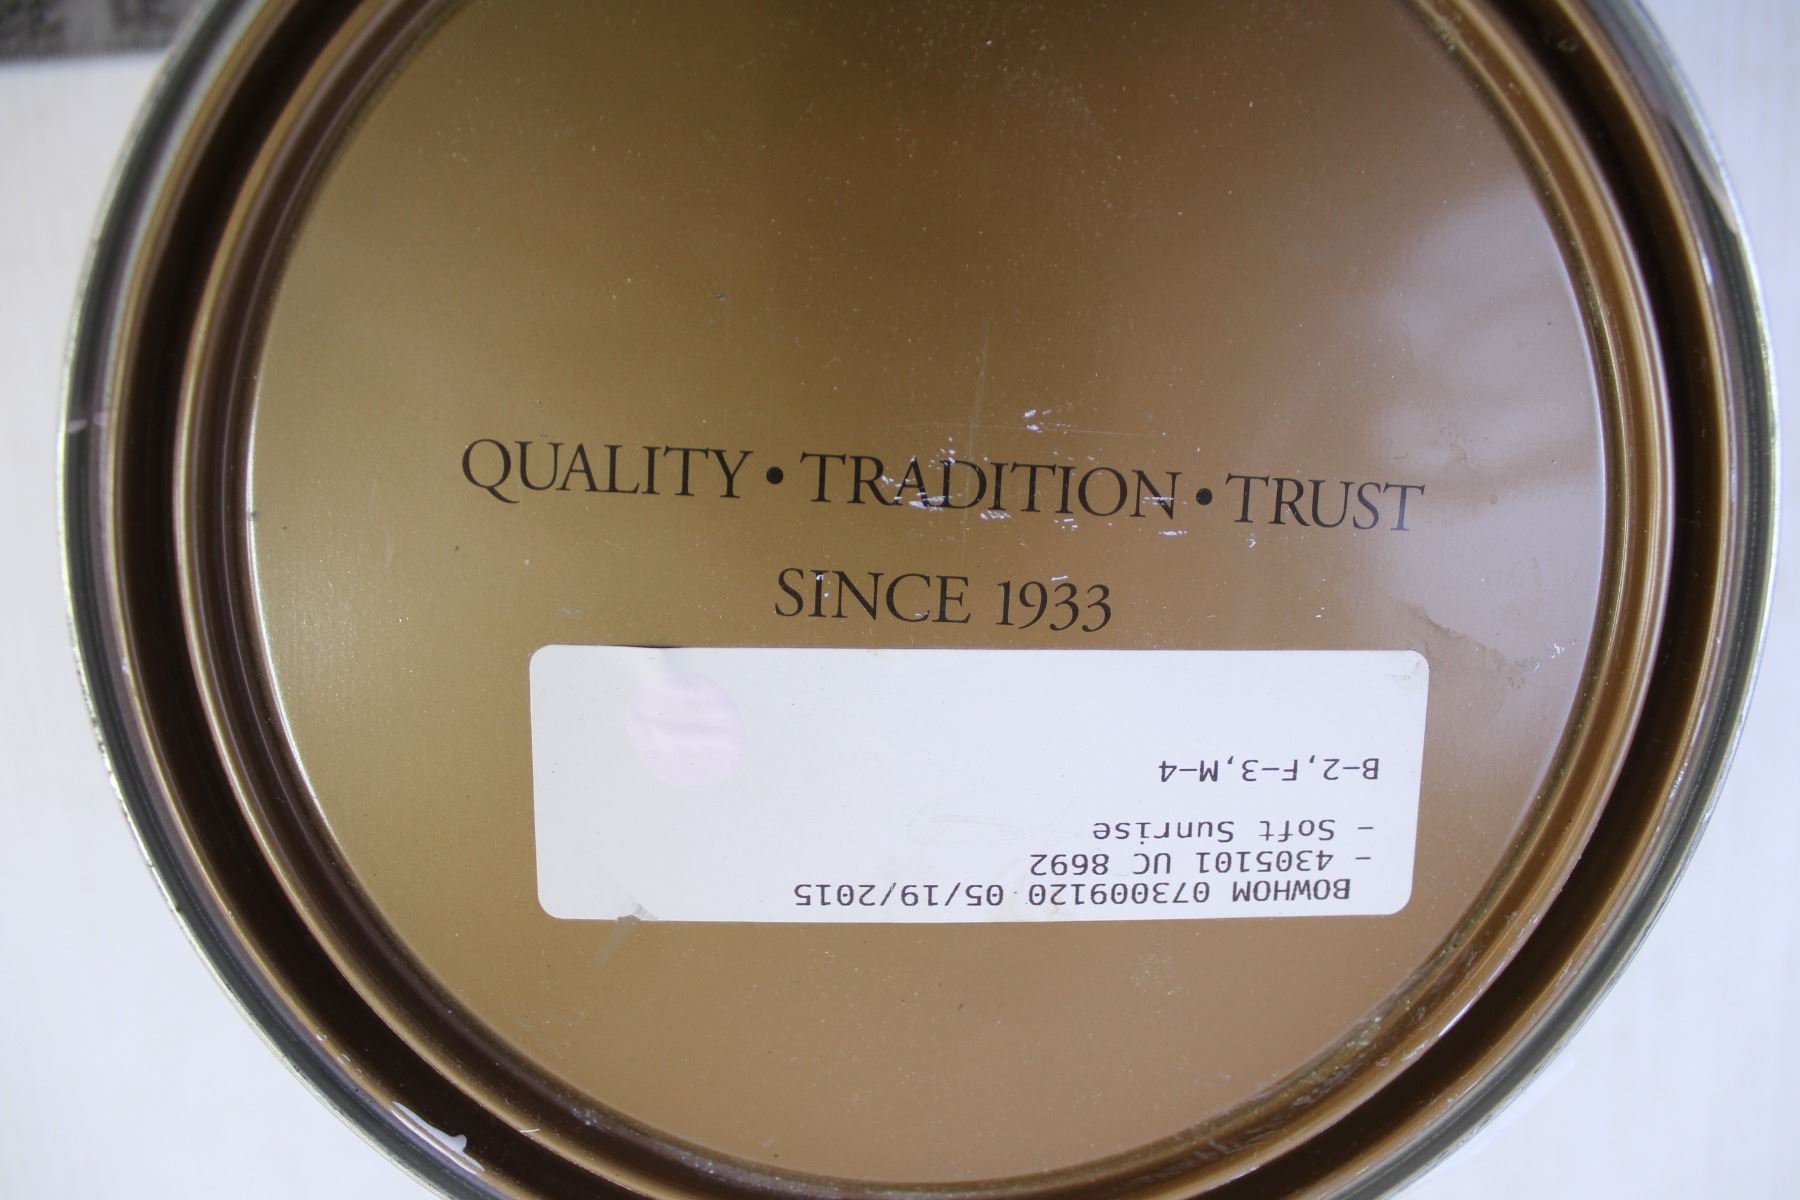 QUALITY • TRADITION • TRUST
SINCE 1933
BOWHOM 073009120 05/19/2015
- 4305101 UC 8692
- Soft Sunrise
B-2,F-3,M-4